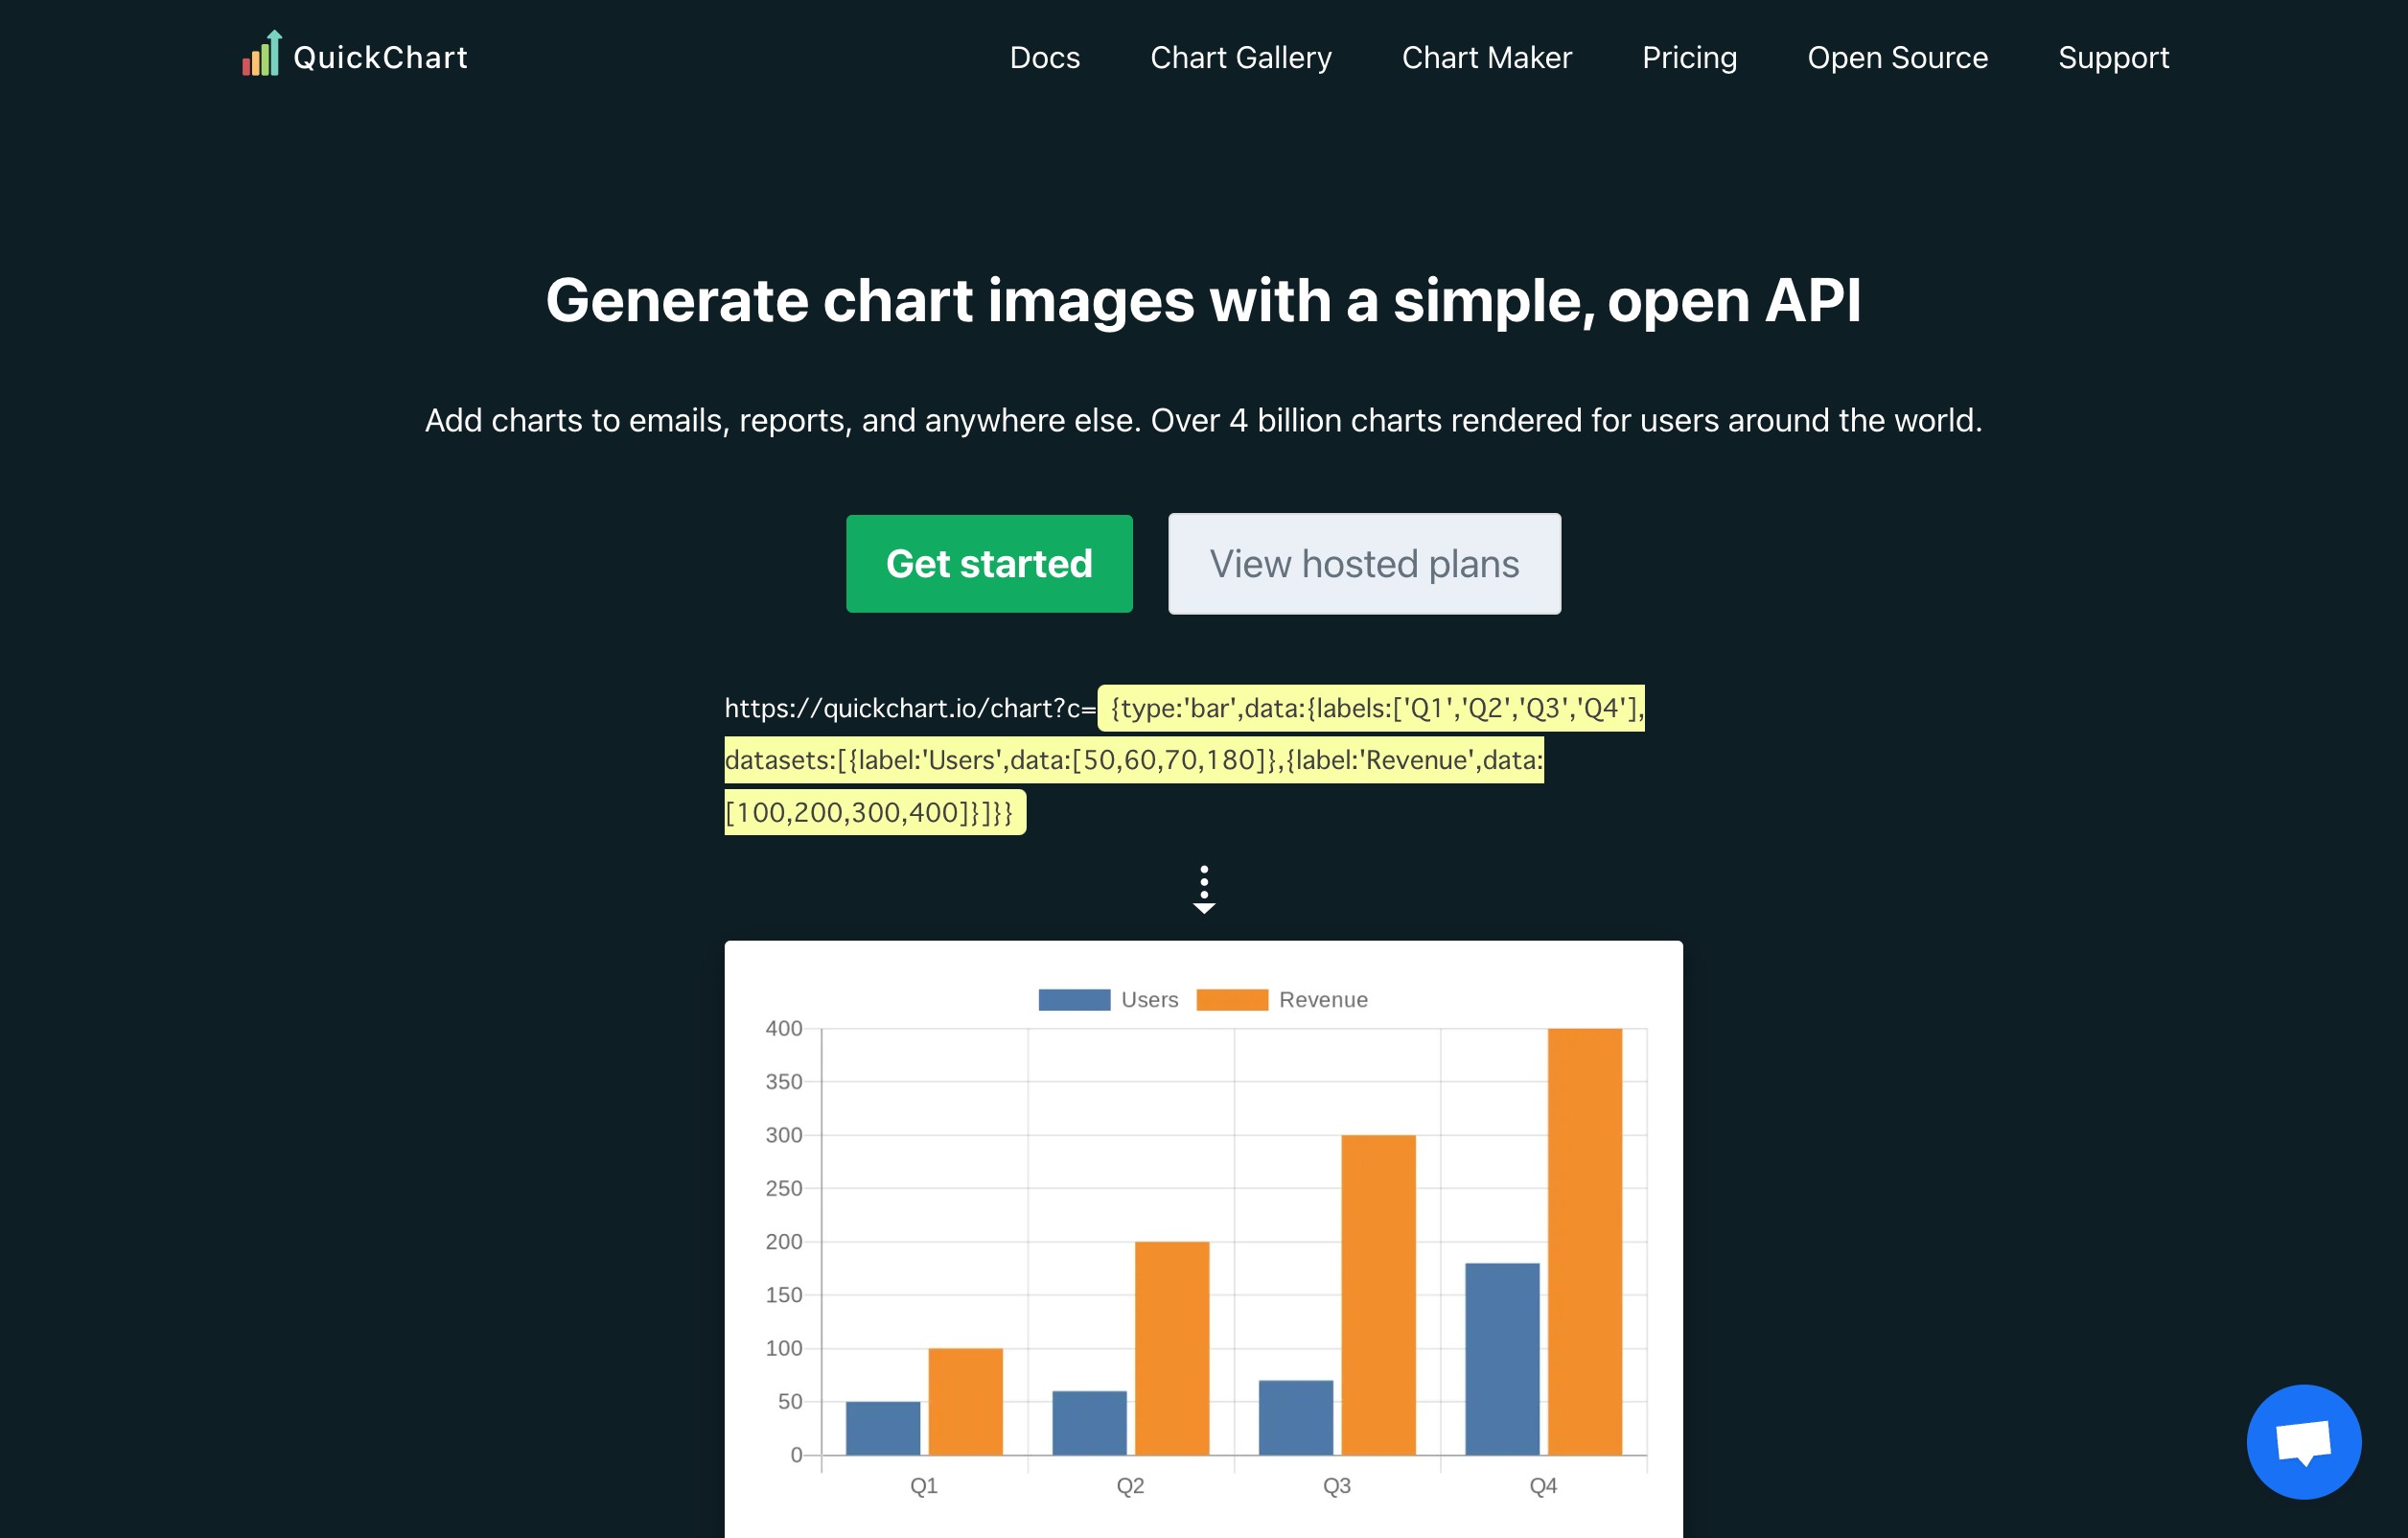 QuickChart
Docs
Chart Gallery
Chart Maker
Pricing
Open Source
Support
Generate chart images with a simple, open API
Add charts to emails, reports, and anywhere else. Over 4 billion charts rendered for users around the world.
Get started
View hosted plans
https://quickchart.io/chart?c={type:'bar',data:{labels:['Q1','Q2','Q3','Q4'],
datasets:[{label:'Users',data:[50,60,70,180]},{label:'Revenue',data:
[100,200,300,400]}]}}
Users
Revenue
400
350
300
250
200
150
100
50
0
Q1
Q2
Q3
Q4